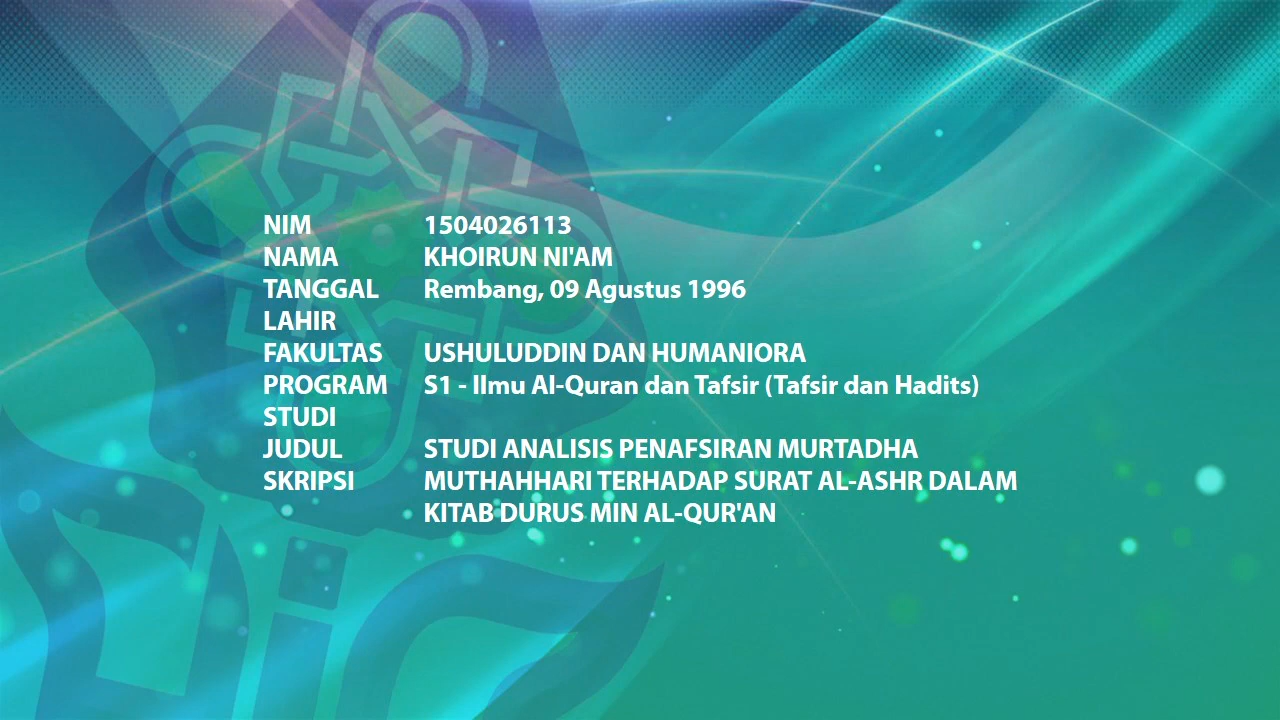 NIM 1504026113
NAMA KHOIRUN NI'AM
TANGGAL Rembang, 09 Agustus 1996
LAHIR
FAKULTAS USHULUDDIN DAN HUMANIORA
PROGRAM S1 - Ilmu Al-Quran dan Tafsir (Tafsir dan Hadits)
STUDI
JUDUL STUDI ANALISIS PENAFSIRAN MURTADHA
SKRIPSI MUTHAHHARI TERHADAP SURAT AL-ASHR DALAM
KITAB DURUS MIN AL-QUR'AN